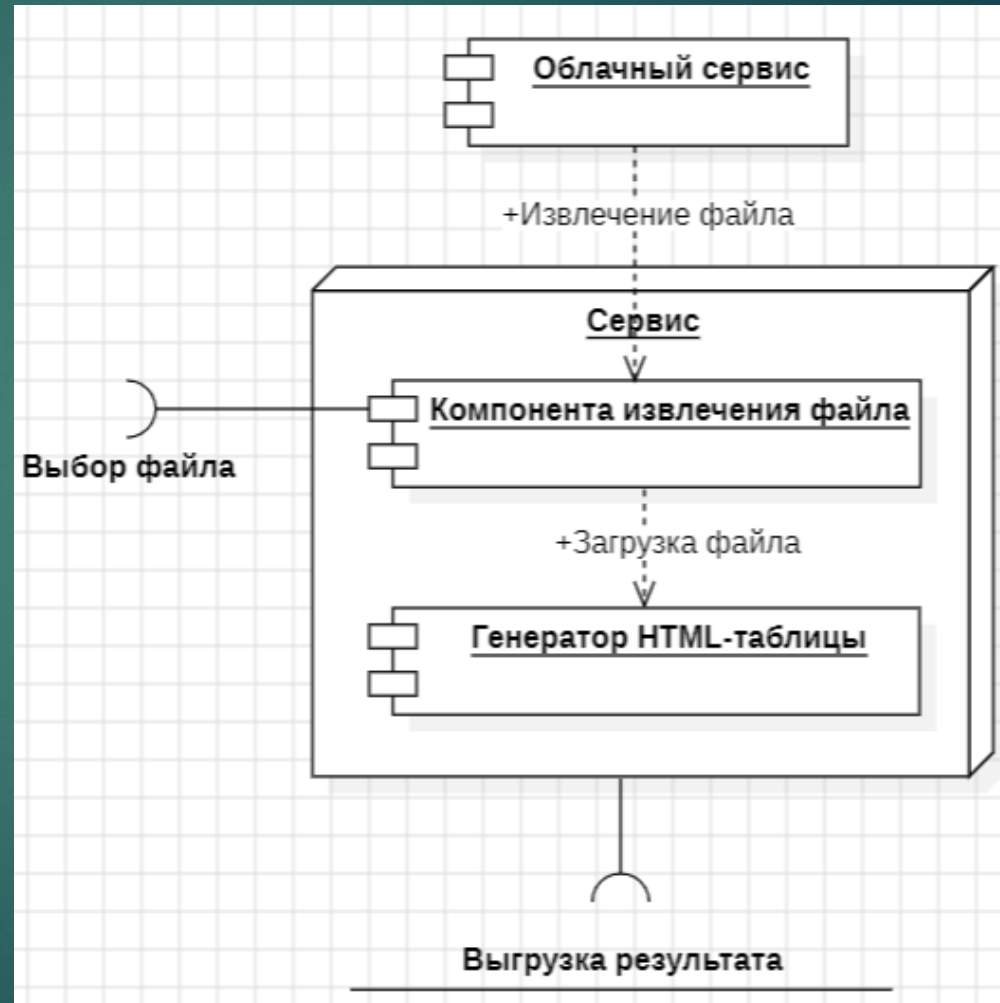 Облачный сервис
+Извлечение файла
Сервис
Компонента извлечения файла
Выбор файла
+Загрузка файла
Генератор HTML-таблицы
Выгрузка результата